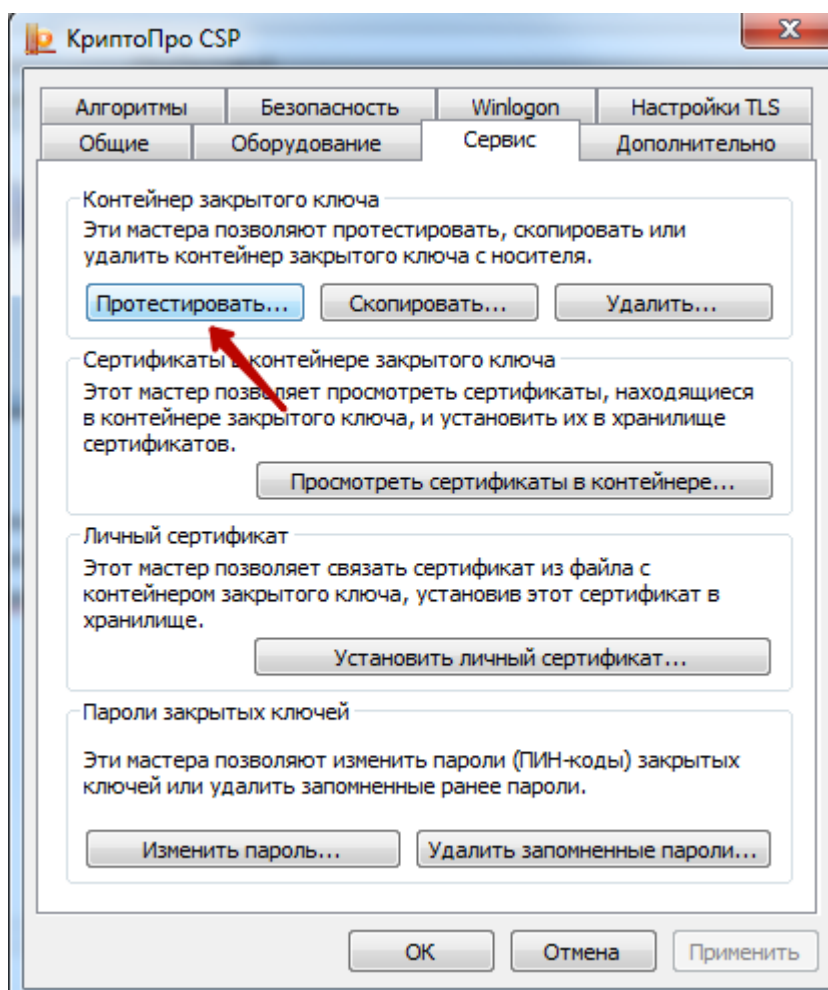 КриптоПро CSP
Алгоритмы Безопасность Winlogon Настройки TLS
Общие Оборудование Сервис Дополнительно
Контейнер закрытого ключа
Эти мастера позволяют протестировать, скопировать или
удалить контейнер закрытого ключа с носителя.
Протестировать... Скопировать... Удалить...
Сертификаты в контейнере закрытого ключа
Этот мастер позволяет просмотреть сертификаты, находящиеся
в контейнере закрытого ключа, и установить их в хранилище
сертификатов.
Просмотреть сертификаты в контейнере...
Личный сертификат
Этот мастер позволяет связать сертификат из файла с
контейнером закрытого ключа, установив этот сертификат в
хранилище.
Установить личный сертификат...
Пароли закрытых ключей
Эти мастера позволяют изменить пароли (ПИН-коды) закрытых
ключей или удалить запомненные ранее пароли.
Изменить пароль... Удалить запомненные пароли...
ОК Отмена Применить